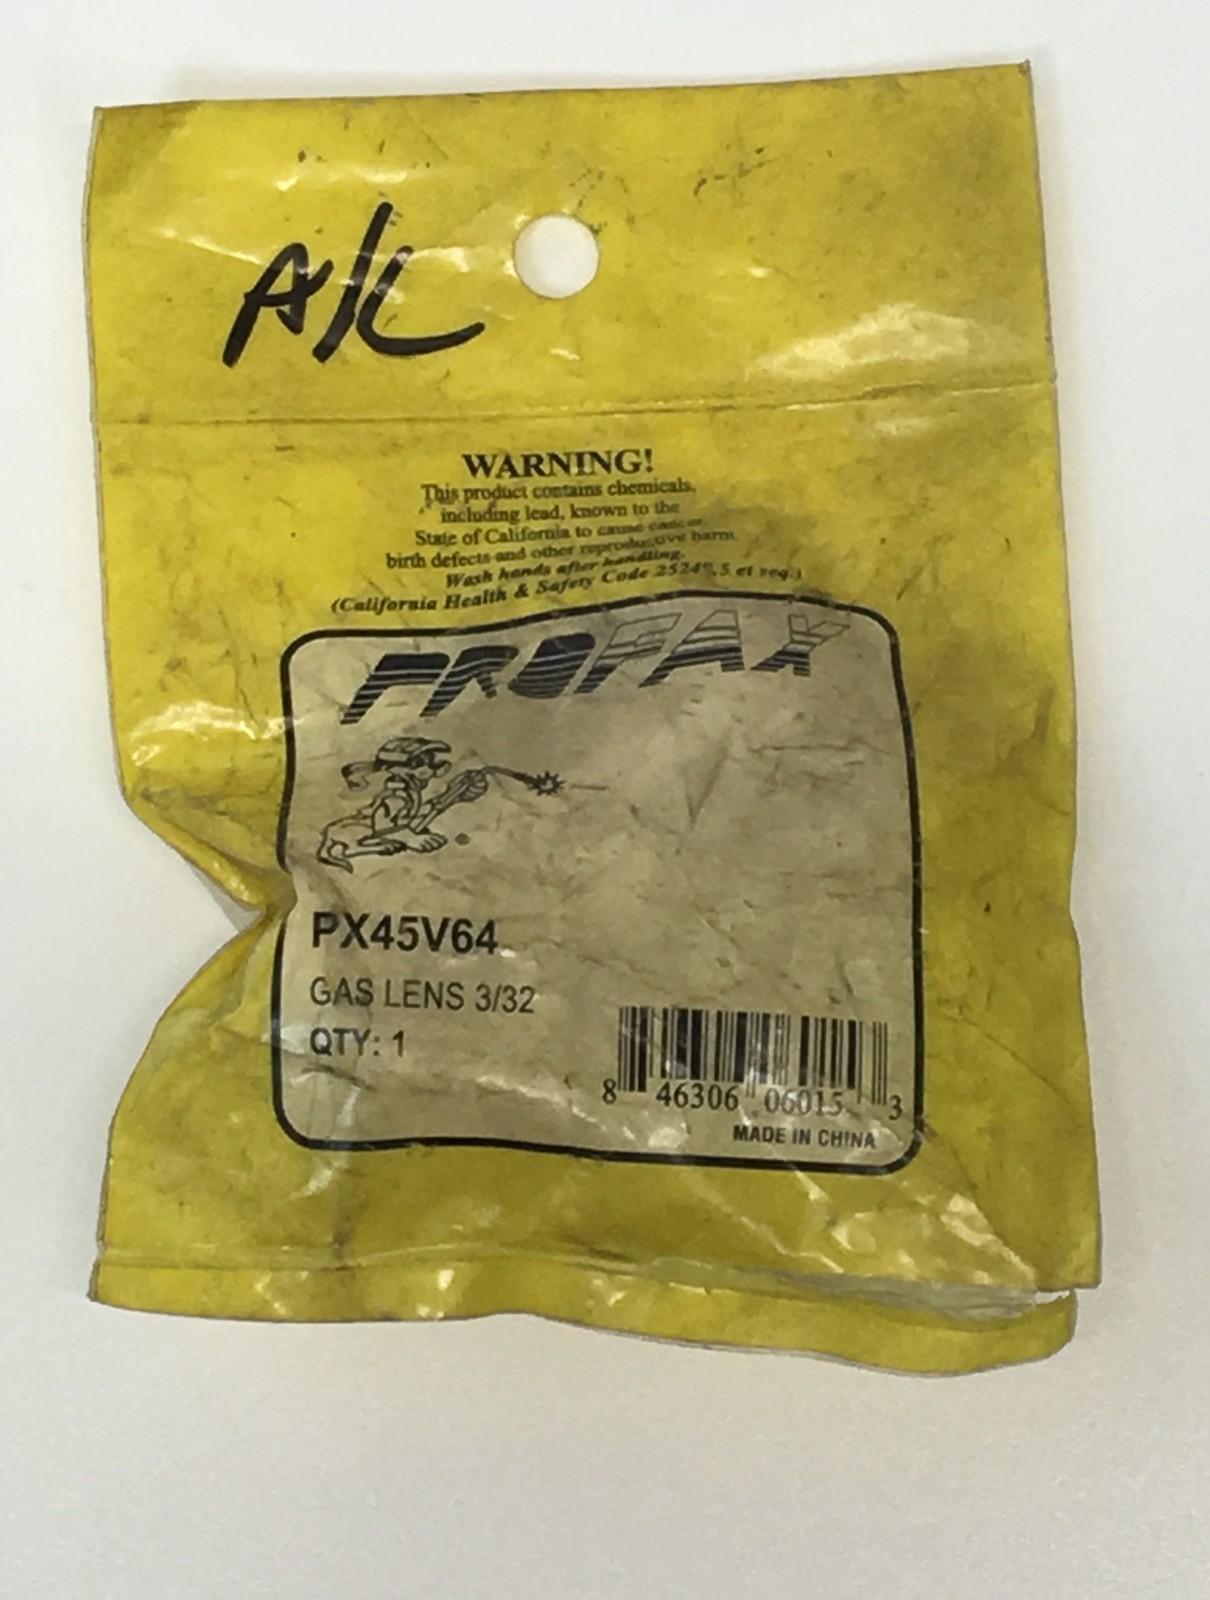 A/L
WARNING!
This product contains chemicals,
including lead, known to the
State of California to cause cancer,
birth defects and other reproductive harm.
Wash hands after handling.
(California Health & Safety Code 25249.5 et seq.)
PROFAX
®
PX45V64
GAS LENS 3/32
QTY: 1
8 46306 06015 3
MADE IN CHINA